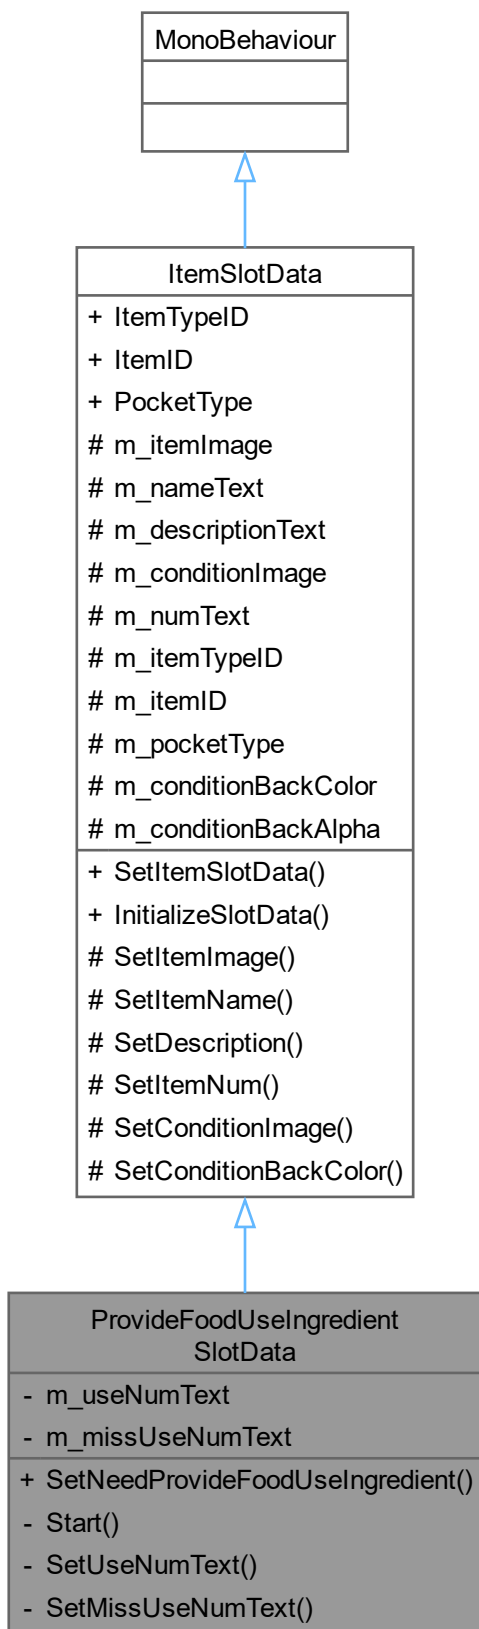 MonoBehaviour
ItemSlotData
+ ItemTypeID
+ ItemID
+ PocketType
# m_itemImage
# m_nameText
# m_descriptionText
# m_conditionImage
# m_numText
# m_itemTypeID
# m_itemID
# m_pocketType
# m_conditionBackColor
# m_conditionBackAlpha
+ SetItemSlotData()
+ InitializeSlotData()
# SetItemImage()
# SetItemName()
# SetDescription()
# SetItemNum()
# SetConditionImage()
# SetConditionBackColor()
ProvideFoodUseIngredient
SlotData
- m_useNumText
- m_missUseNumText
+ SetNeedProvideFoodUseIngredient()
- Start()
- SetUseNumText()
- SetMissUseNumText()